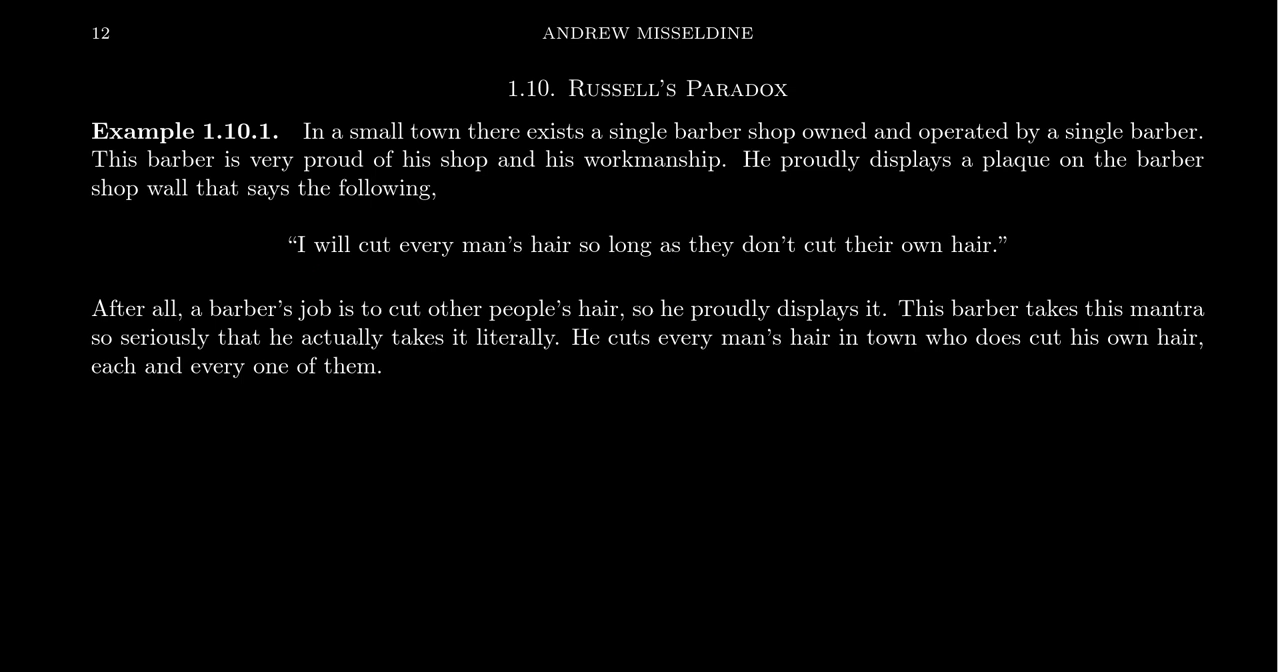 12
ANDREW MISSELDINE
1.10. Russell's Paradox
Example 1.10.1. In a small town there exists a single barber shop owned and operated by a single barber.
This barber is very proud of his shop and his workmanship. He proudly displays a plaque on the barber
shop wall that says the following,
“I will cut every man’s hair so long as they don’t cut their own hair.”
After all, a barber’s job is to cut other people’s hair, so he proudly displays it. This barber takes this mantra
so seriously that he actually takes it literally. He cuts every man’s hair in town who does cut his own hair,
each and every one of them.